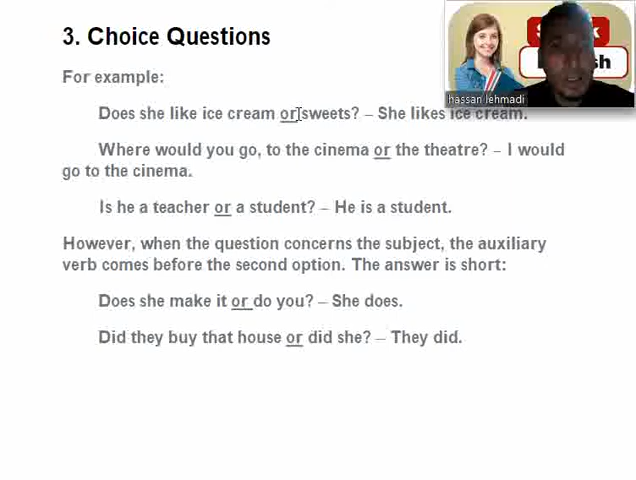 3. Choice Questions
For example:
Does she like ice cream or sweets? – She likes ice cream.
Where would you go, to the cinema or the theatre? – I would
go to the cinema.
Is he a teacher or a student? – He is a student.
However, when the question concerns the subject, the auxiliary
verb comes before the second option. The answer is short:
Does she make it or do you? – She does.
Did they buy that house or did she? – They did.
hassan lehmadi